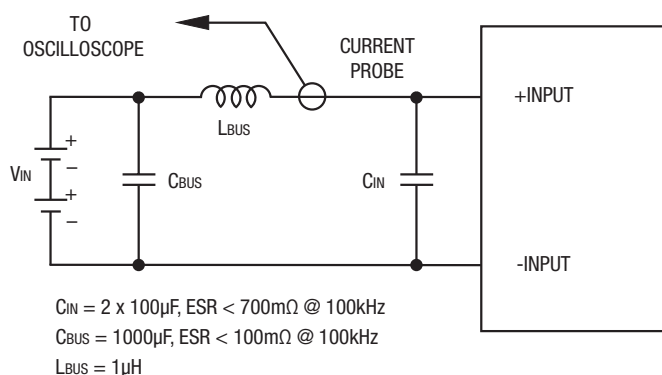 TO
OSCILLOSCOPE
CURRENT
PROBE
LBUS
+INPUT
VIN
+
−
+
−
CBUS
CIN
-INPUT
CIN = 2 x 100µF, ESR < 700mΩ @ 100kHz
CBUS = 1000µF, ESR < 100mΩ @ 100kHz
LBUS = 1µH